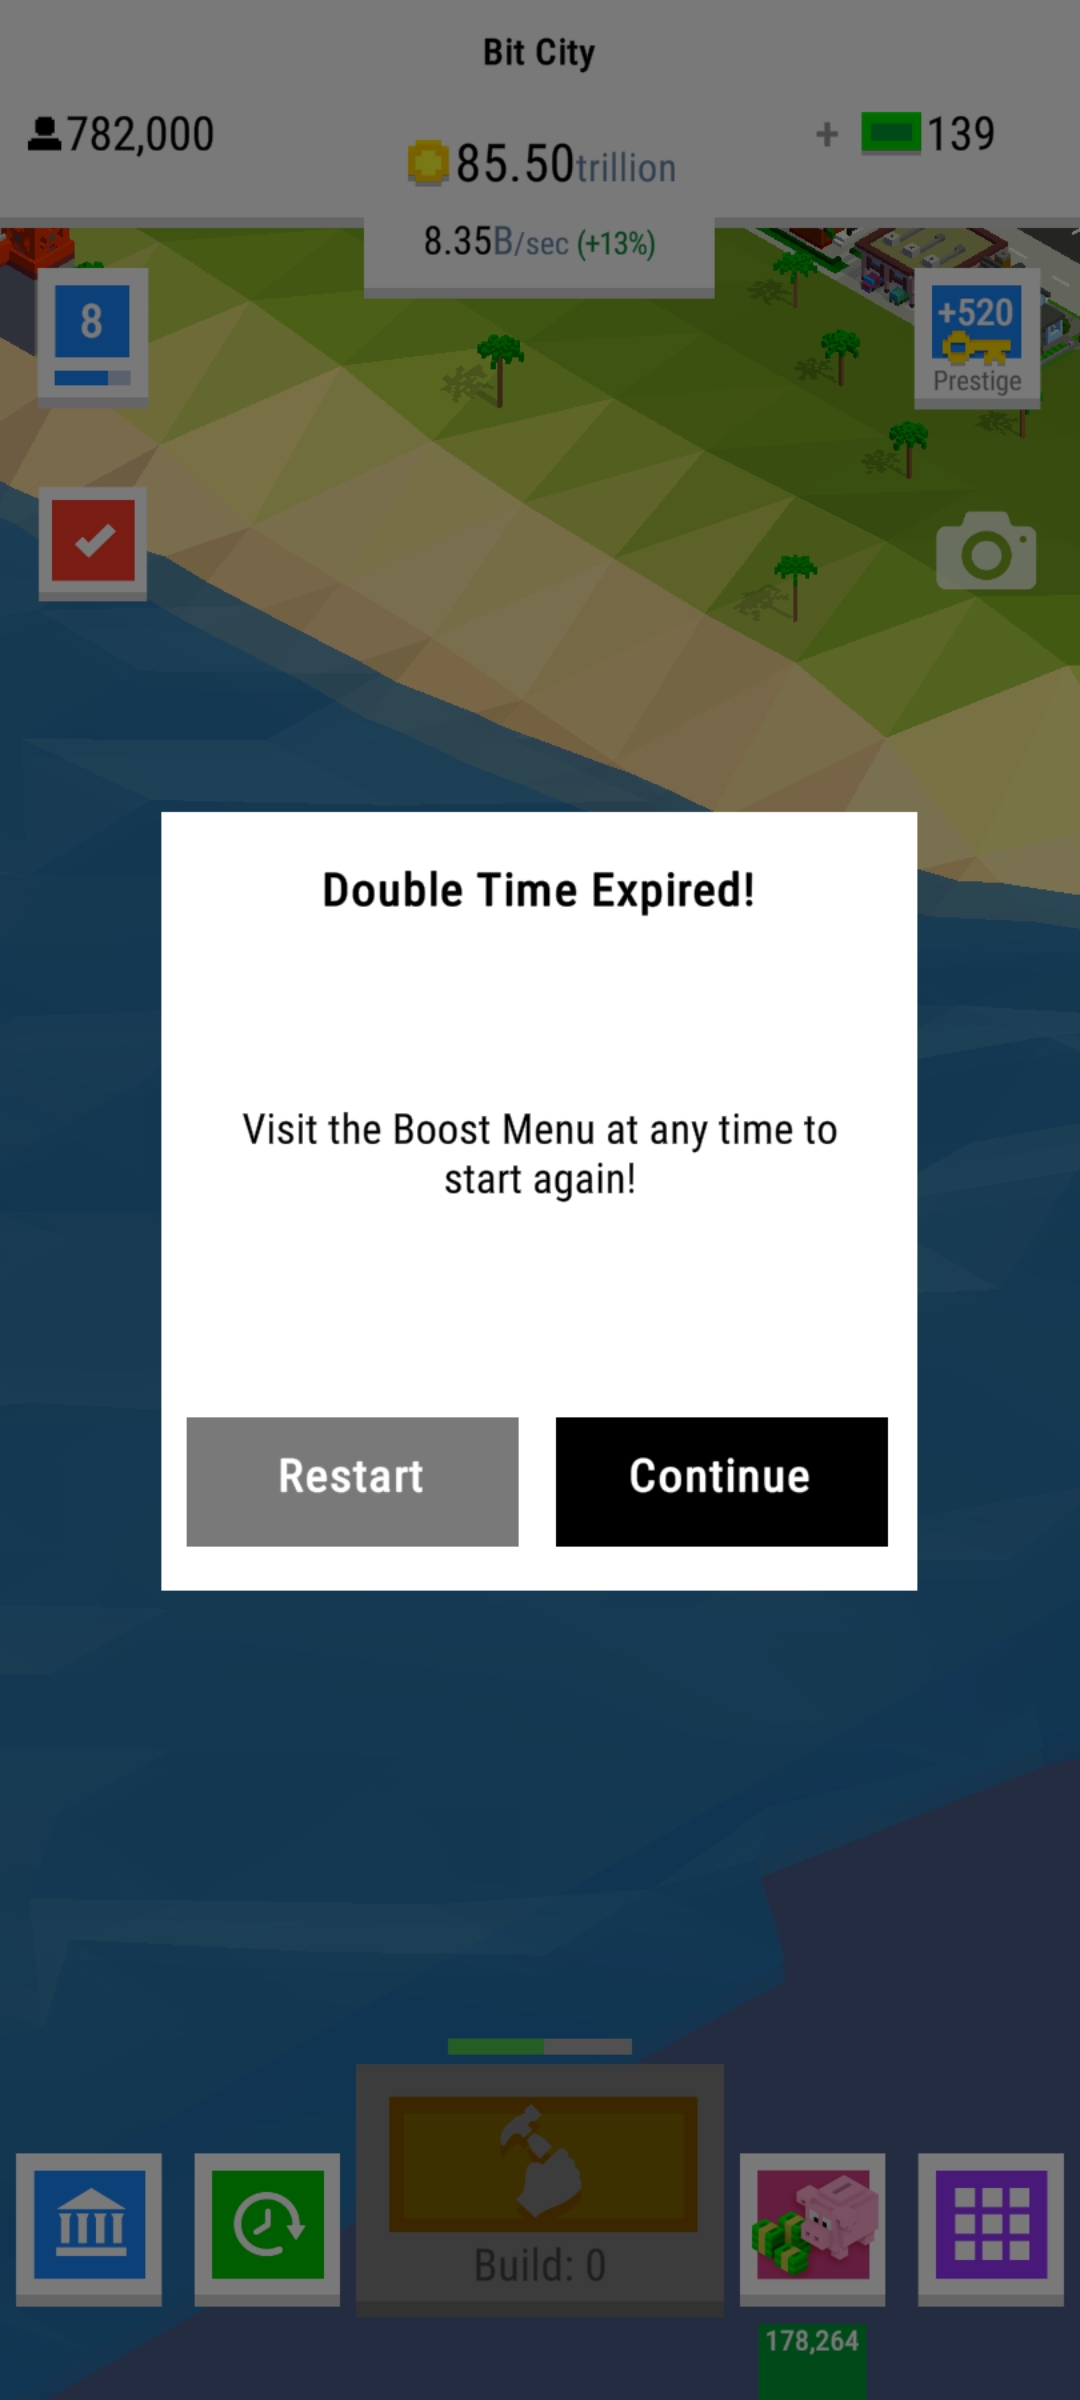 Bit City
782,000
85.50trillion
+ 139
8.35B/sec (+13%)
8
+520
Prestige
Double Time Expired!
Visit the Boost Menu at any time to
start again!
Restart
Continue
Build: 0
178,264